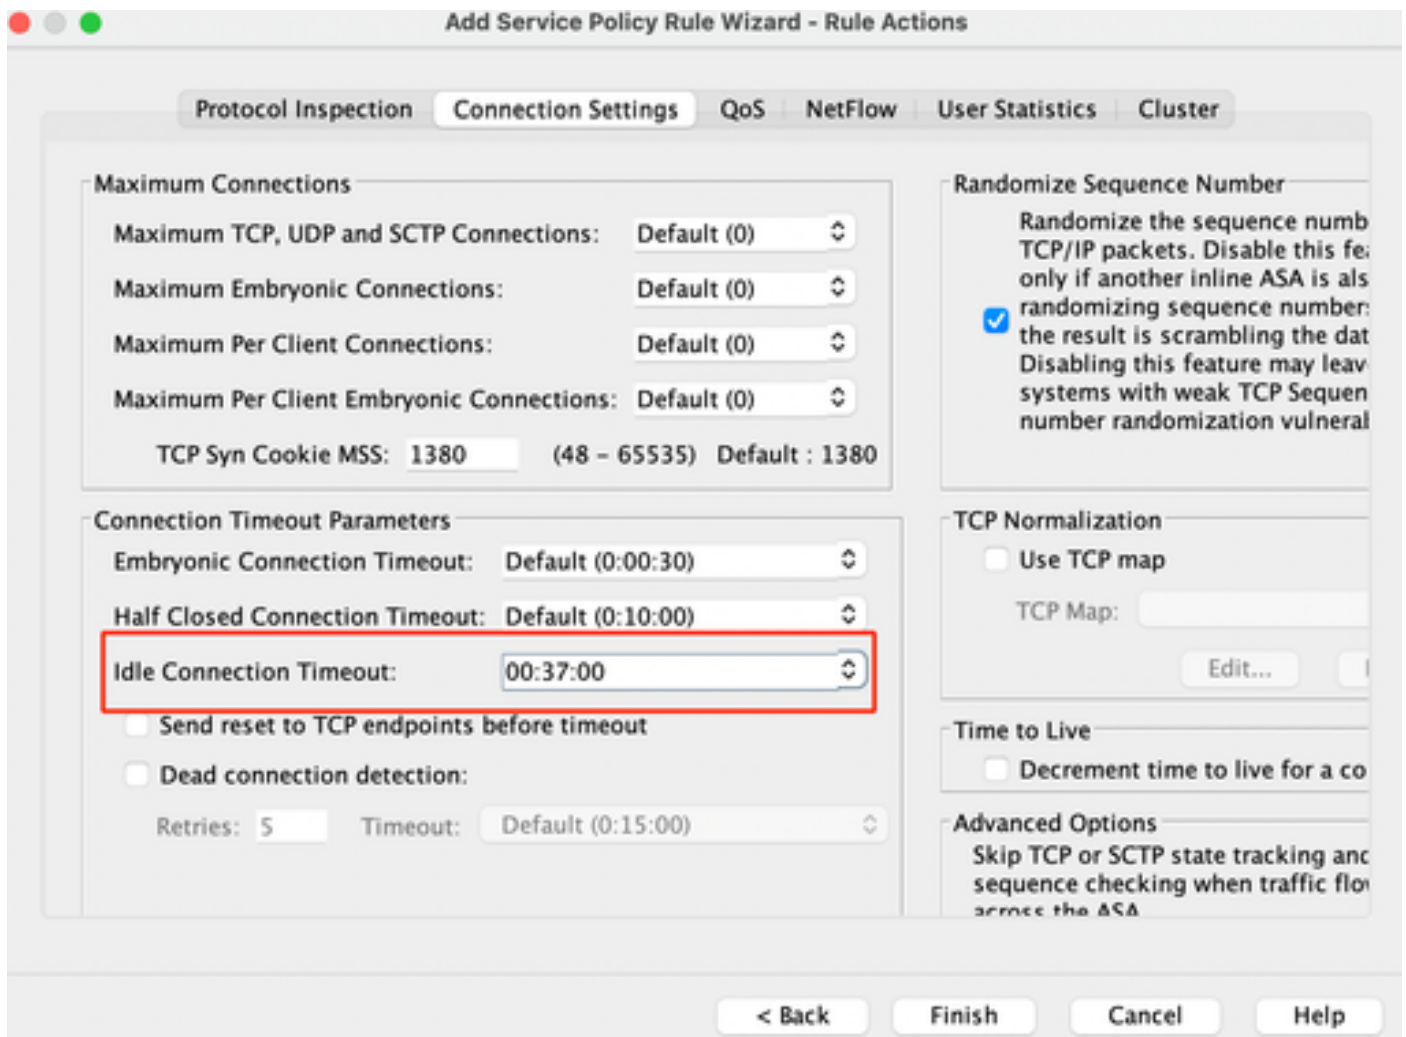 Add Service Policy Rule Wizard - Rule Actions
Protocol Inspection Connection Settings QoS NetFlow User Statistics Cluster
Maximum Connections
Maximum TCP, UDP and SCTP Connections: Default (0)
Maximum Embryonic Connections: Default (0)
Maximum Per Client Connections: Default (0)
Maximum Per Client Embryonic Connections: Default (0)
TCP Syn Cookie MSS: 1380 (48 - 65535) Default : 1380
Randomize Sequence Number
Randomize the sequence numb
TCP/IP packets. Disable this fea
only if another inline ASA is als
randomizing sequence numbers
the result is scrambling the dat
Disabling this feature may leav
systems with weak TCP Sequen
number randomization vulneral
Connection Timeout Parameters
Embryonic Connection Timeout: Default (0:00:30)
Half Closed Connection Timeout: Default (0:10:00)
Idle Connection Timeout: 00:37:00
Send reset to TCP endpoints before timeout
Dead connection detection:
Retries: 5 Timeout: Default (0:15:00)
TCP Normalization
Use TCP map
TCP Map:
Edit...
Time to Live
Decrement time to live for a co
Advanced Options
Skip TCP or SCTP state tracking and
sequence checking when traffic flo
across the ASA
< Back Finish Cancel Help